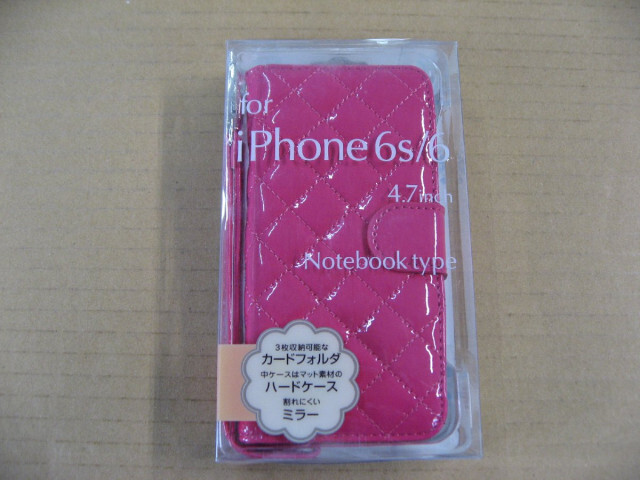 for
iPhone 6s/6
4.7inch
Notebook type
3枚収納可能な
カードフォルダ
中ケースはマット素材の
ハードケース
割れにくい
ミラー